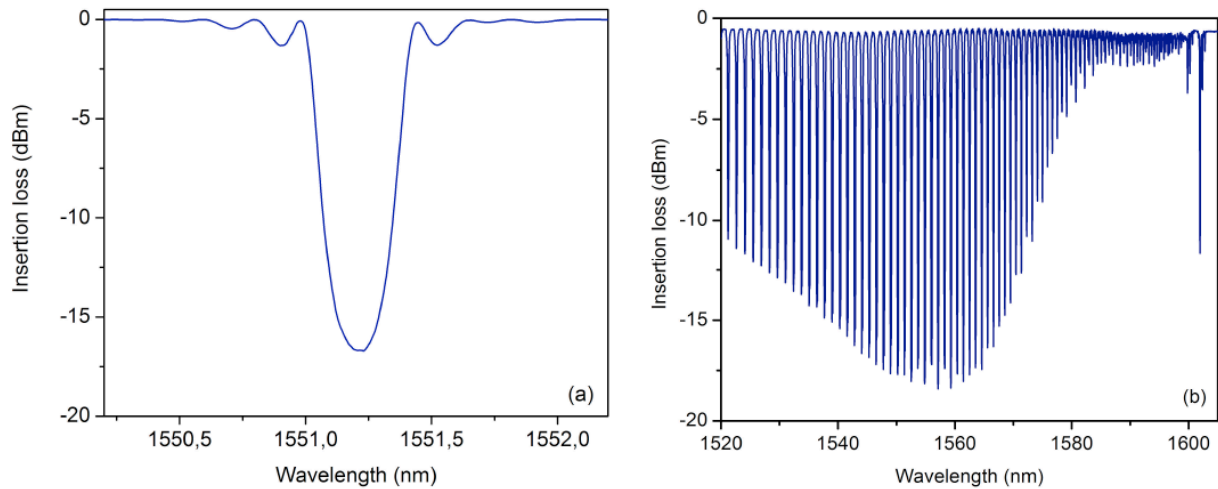 0
-5
-10
-15
-20
Insertion loss (dBm)
1550,5 1551,0 1551,5 1552,0
Wavelength (nm)
(a)
0
-5
-10
-15
-20
Insertion loss (dBm)
1520 1540 1560 1580 1600
Wavelength (nm)
(b)